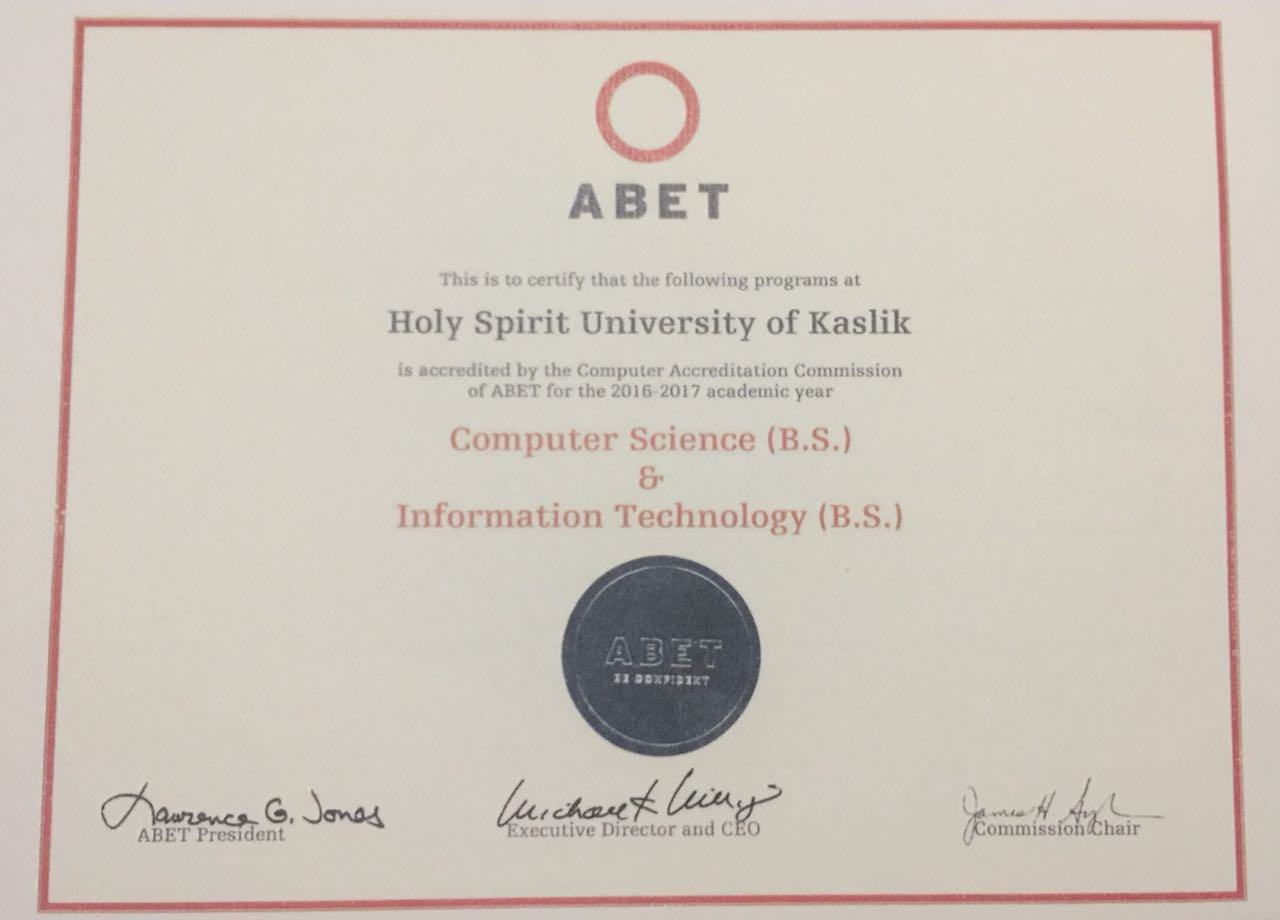 ABET
This is to certify that the following programs at
Holy Spirit University of Kaslik
is accredited by the Computer Accreditation Commission
of ABET for the 2016-2017 academic year
Computer Science (B.S.)
&
Information Technology (B.S.)
ABET
BE CONFIDENT
Lawrence G. Jones
ABET President
Michael K.
Executive Director and CEO
James H
Commission Chair